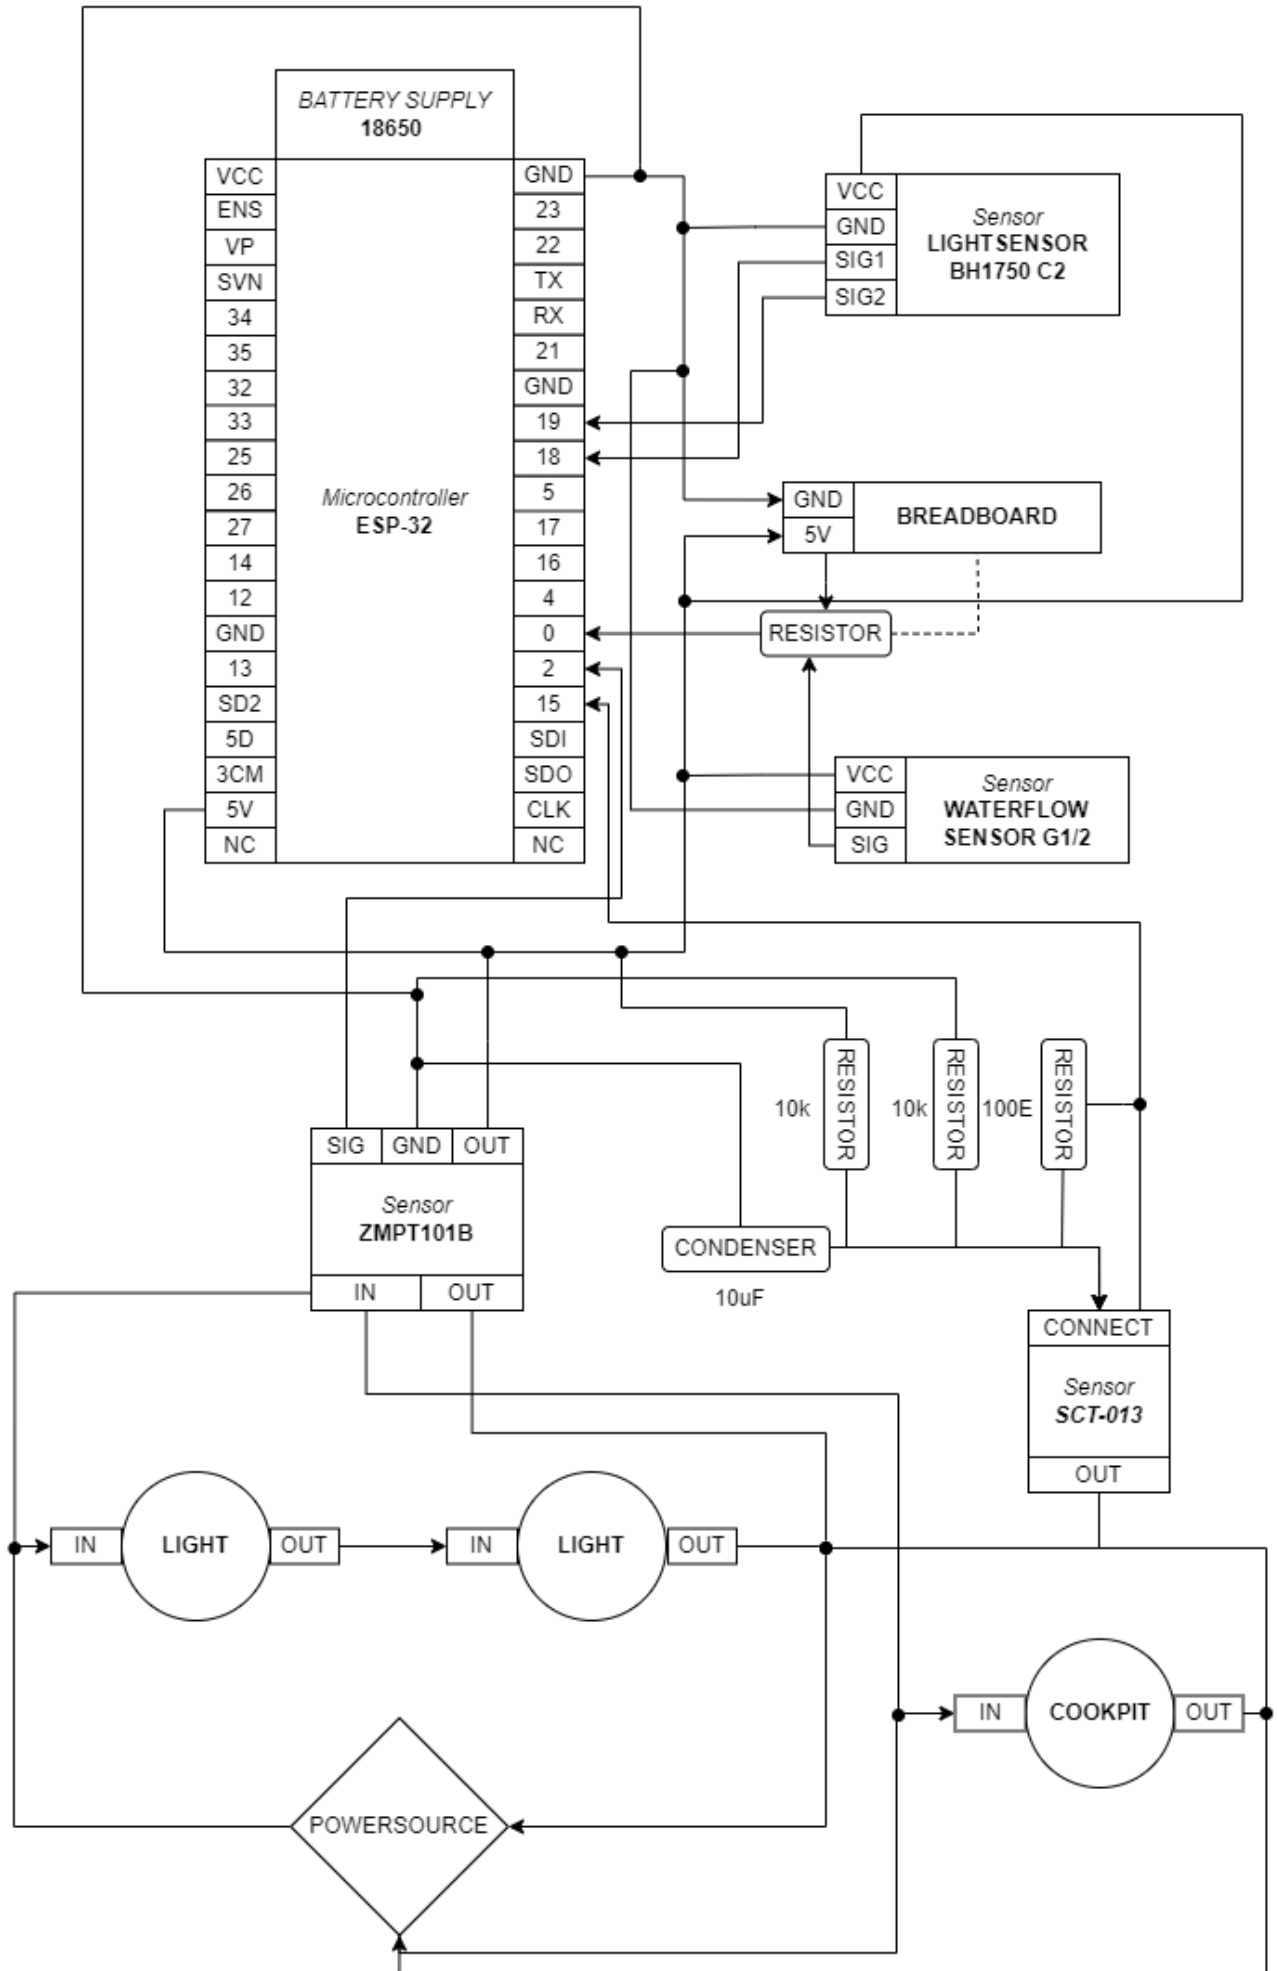 BATTERY SUPPLY
18650
VCC
ENS
VP
SVN
34
35
32
33
25
26
27
14
12
GND
13
SD2
5D
3CM
5V
NC
Microcontroller
ESP-32
GND
23
22
TX
RX
21
GND
19
18
5
17
16
4
0
2
15
SDI
SDO
CLK
NC
VCC
GND
SIG1
SIG2
Sensor
LIGHTSENSOR
BH1750 C2
GND
5V
BREADBOARD
RESISTOR
VCC
GND
SIG
Sensor
WATERFLOW
SENSOR G1/2
10k
RESISTOR
10k
RESISTOR
100E
RESISTOR
SIG
GND
OUT
Sensor
ZMPT101B
IN
OUT
CONDENSER
10uF
CONNECT
Sensor
SCT-013
OUT
IN
LIGHT
OUT
IN
LIGHT
OUT
IN
COOKPIT
OUT
POWERSOURCE